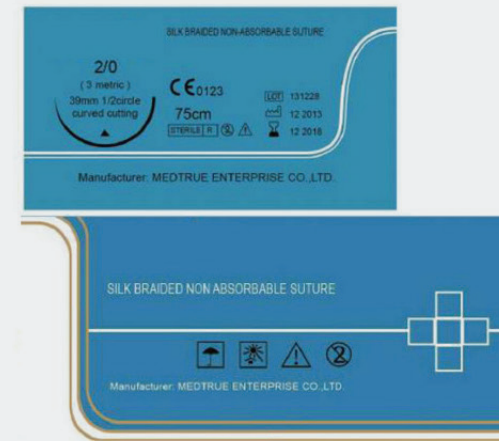 SILK BRAIDED NON-ABSORBABLE SUTURE
2/0
( 3 metric )
39mm 1/2circle
curved cutting
CE0123
75cm
STERILE R 2
LOT 131228
12 2013
12 2018
Manufacturer: MEDTRUE ENTERPRISE CO.,LTD.
SILK BRAIDED NON ABSORBABLE SUTURE
2
Manufacturer: MEDTRUE ENTERPRISE CO.,LTD.